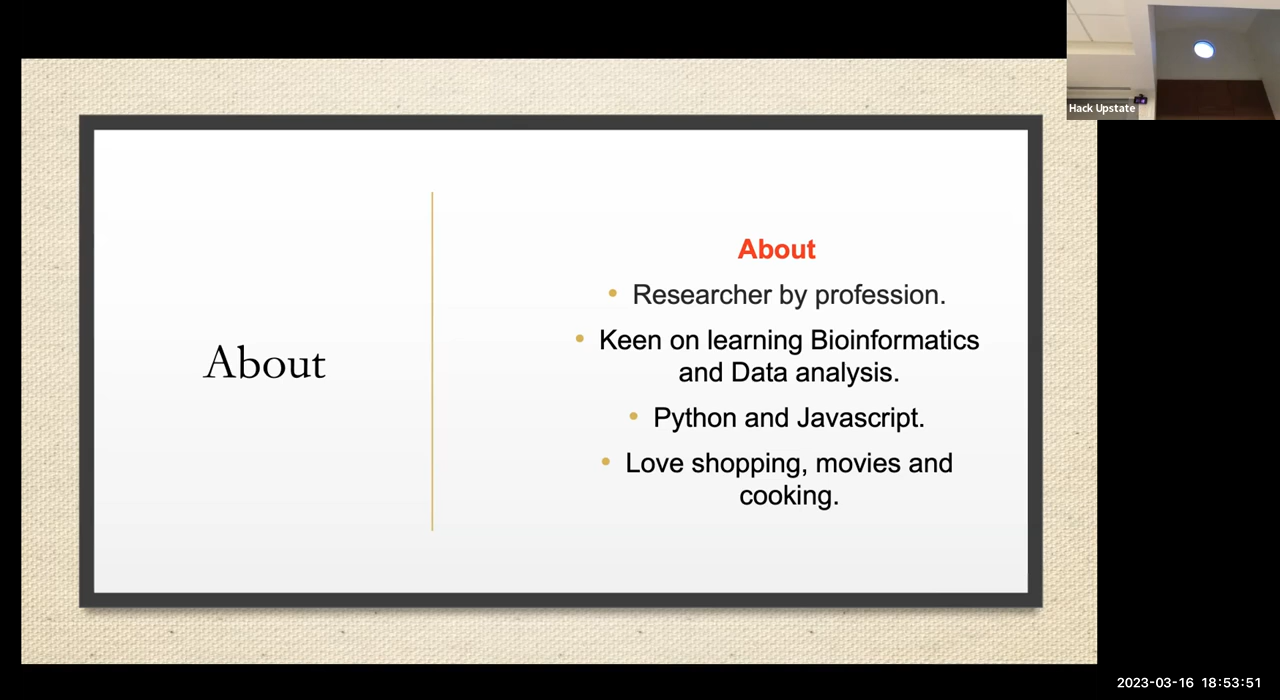 Hack Upstate
About
About
• Researcher by profession.
• Keen on learning Bioinformatics
and Data analysis.
• Python and Javascript.
• Love shopping, movies and
cooking.
2023-03-16 18:53:51